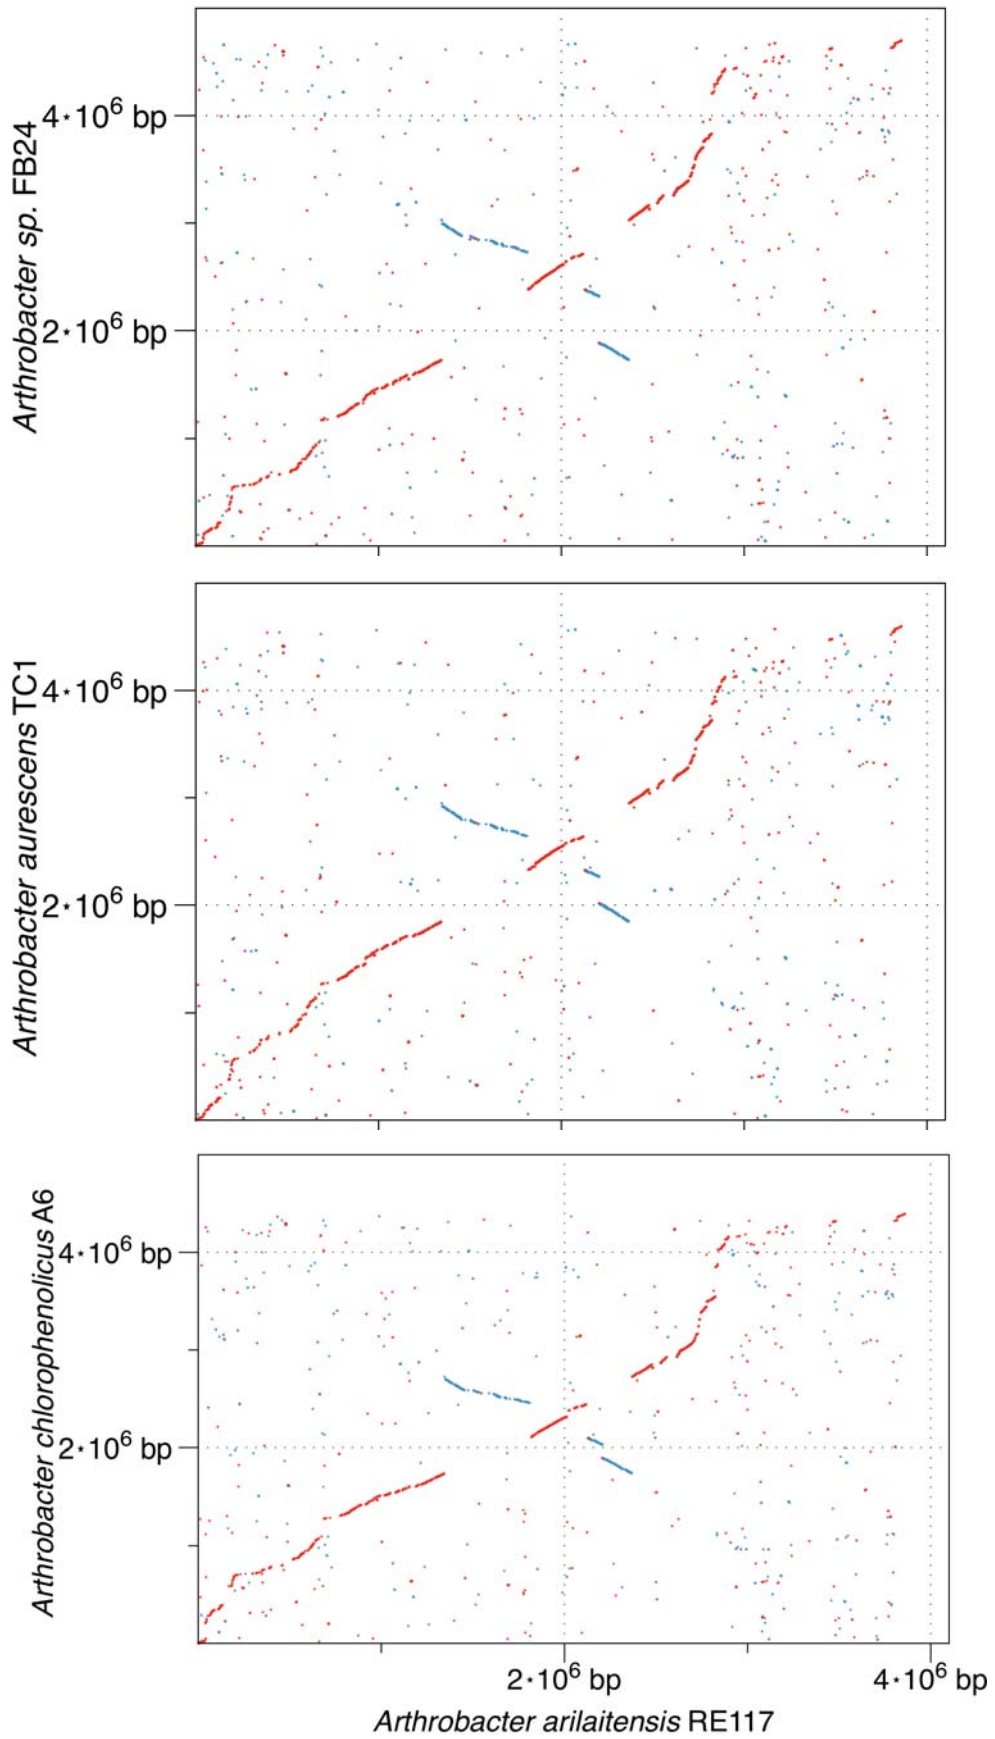 Arthrobacter sp. FB24
4⋆10⁶ bp
2⋆10⁶ bp
Arthrobacter aurescens TC1
4⋆10⁶ bp
2⋆10⁶ bp
Arthrobacter chlorophenolicus A6
4⋆10⁶ bp
2⋆10⁶ bp
2⋆10⁶ bp
4⋆10⁶ bp
Arthrobacter arilaitensis RE117